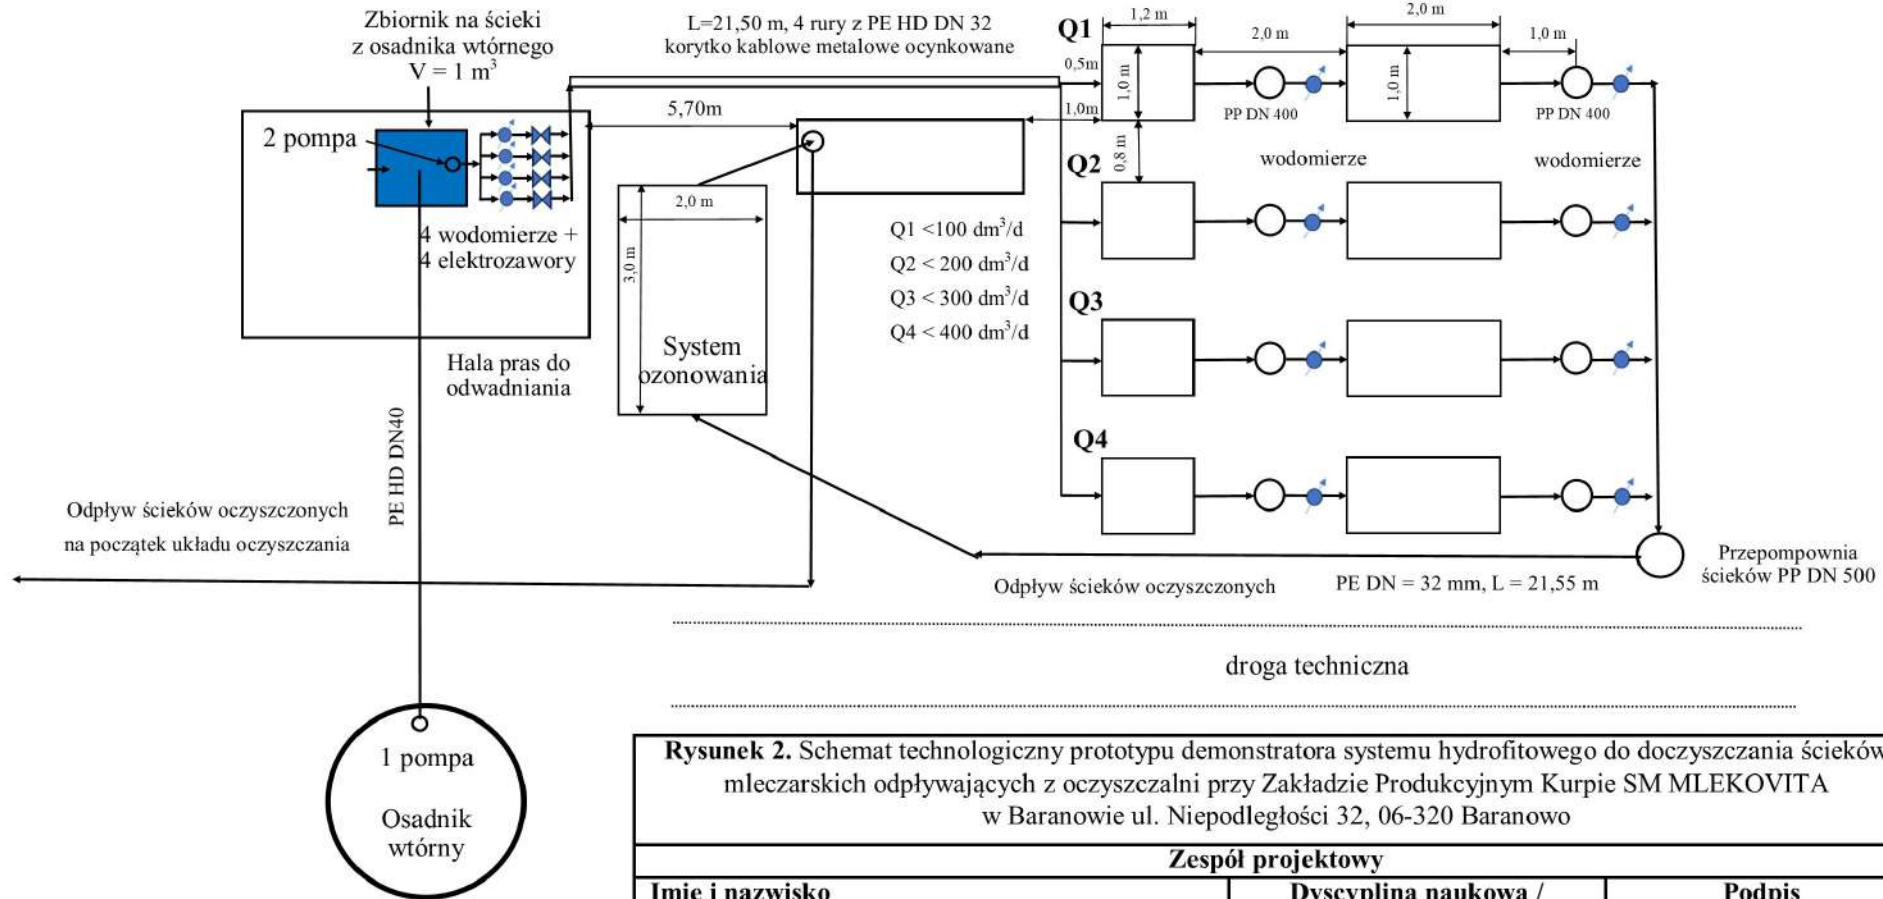 Zbiornik na ścieki
z osadnika wtórnego
V = 1 m³
L=21,50 m, 4 rury z PE HD DN 32
korytko kablowe metalowe ocynkowane
2 pompa
4 wodomierze +
4 elektrozawory
Hala pras do
odwadniania
5,70m
2,0 m
3,0 m
System
ozonowania
Q1 <100 dm³/d
Q2 < 200 dm³/d
Q3 < 300 dm³/d
Q4 < 400 dm³/d
Q1
1,2 m
2,0 m
2,0 m
1,0 m
0,5m
1,0 m
1,0 m
1,0m
PP DN 400
PP DN 400
0,8 m
Q2
wodomierze
wodomierze
Q3
Q4
PE HD DN40
Odpływ ścieków oczyszczonych
na początek układu oczyszczania
Odpływ ścieków oczyszczonych
PE DN = 32 mm, L = 21,55 m
Przepompownia
ścieków PP DN 500
droga techniczna
1 pompa
Osadnik
wtórny
Rysunek 2. Schemat technologiczny prototypu demonstratora systemu hydrofitowego do doczyszczania ścieków
mleczarskich odpływających z oczyszczalni przy Zakładzie Produkcyjnym Kurpie SM MLEKOVITA
w Baranowie ul. Niepodległości 32, 06-320 Baranowo
Zespół projektowy
Imię i nazwisko
Dyscyplina naukowa /
Podpis